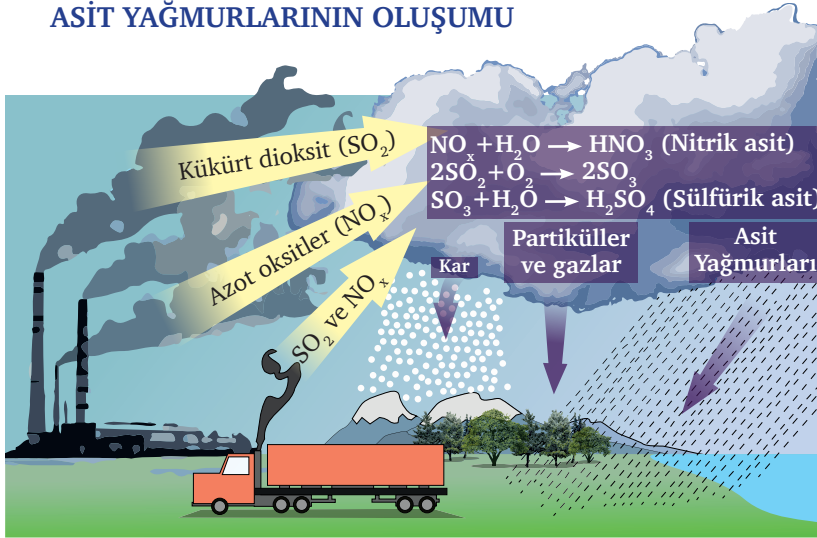 ASİT YAĞMURLARININ OLUŞUMU
Kükürt dioksit (SO₂)
Azot oksitler (NOₓ)
SO₂ ve NOₓ
NOₓ+H₂O → HNO₃ (Nitrik asit)
2SO₂+O₂ → 2SO₃
SO₃+H₂O → H₂SO₄ (Sülfürik asit)
Kar
Partiküller
ve gazlar
Asit
Yağmurları